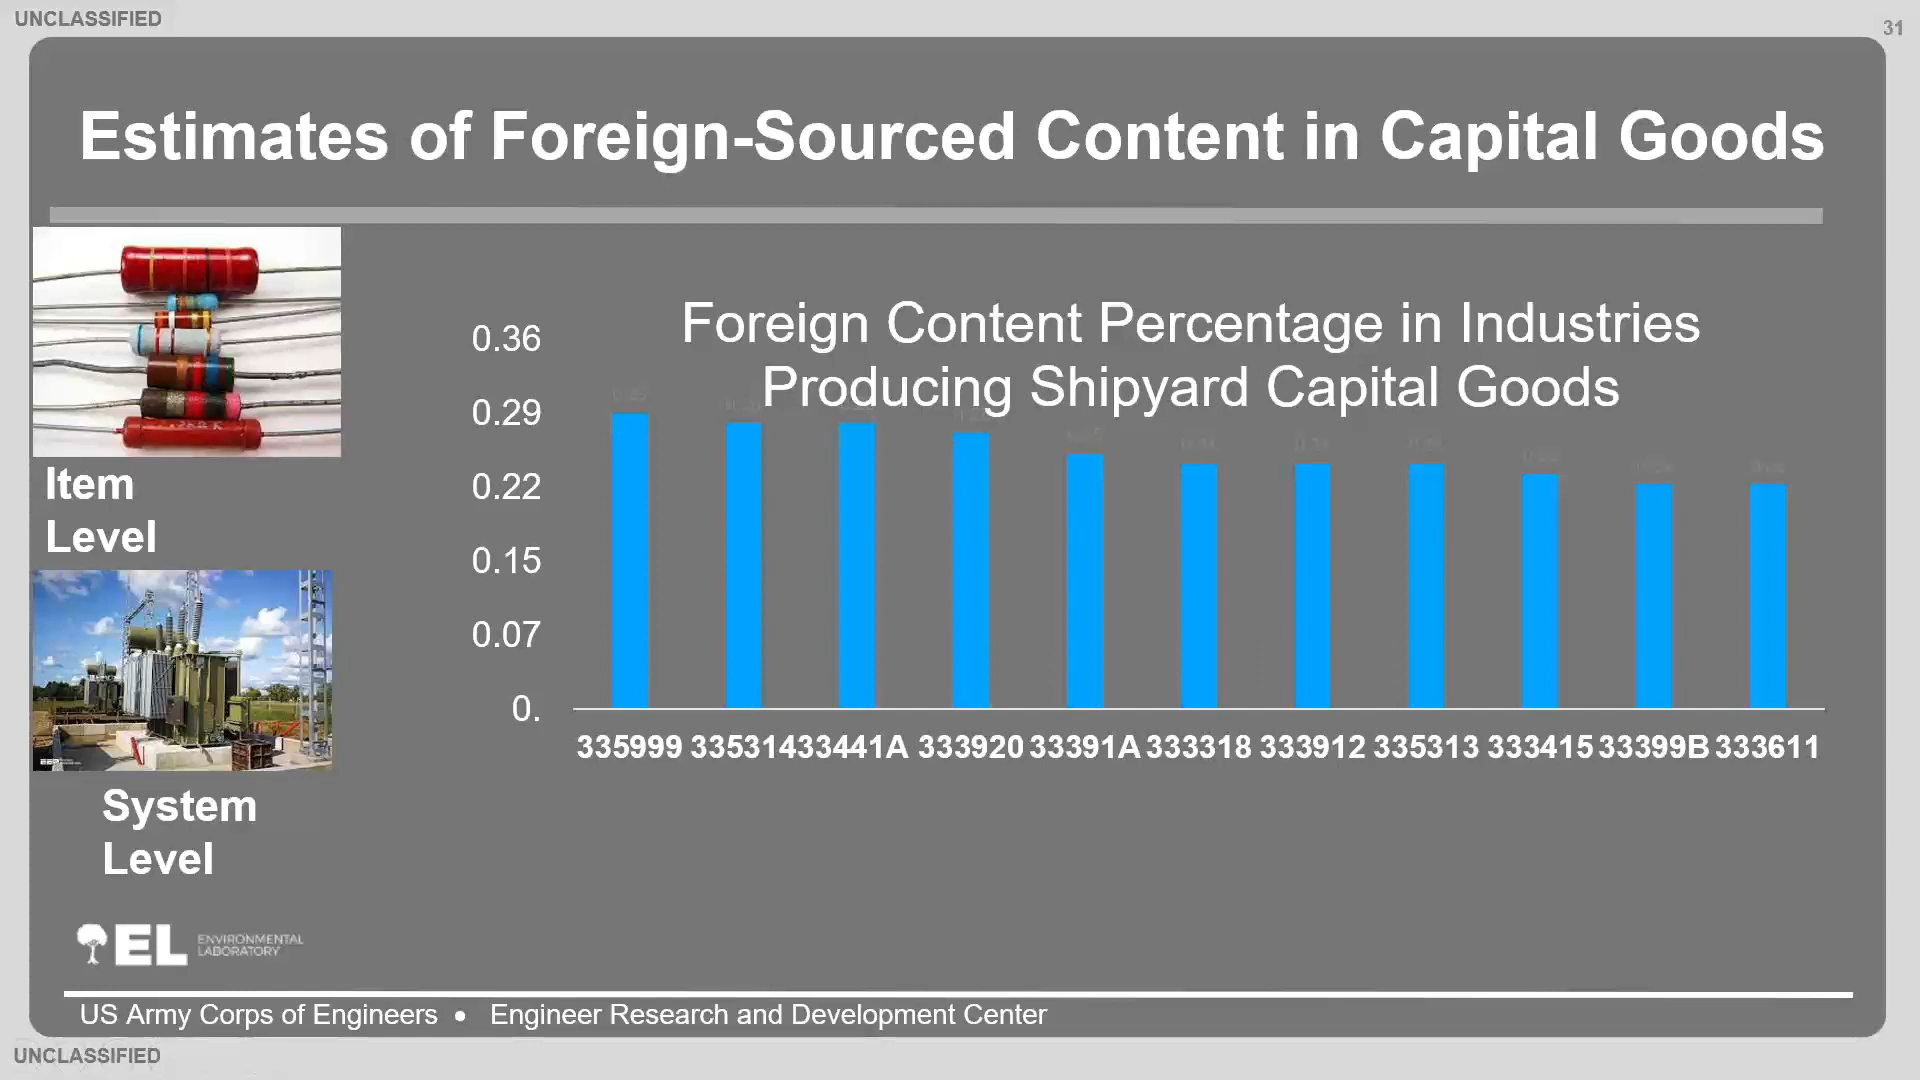 UNCLASSIFIED
31
Estimates of Foreign-Sourced Content in Capital Goods
Item
Level
System
Level
Foreign Content Percentage in Industries
Producing Shipyard Capital Goods
0.36
0.29
0.22
0.15
0.07
0.
335999 335314 33441A 333920 33391A 333318 333912 335313 333415 33399B 333611
EL ENVIRONMENTAL
LABORATORY
US Army Corps of Engineers • Engineer Research and Development Center
UNCLASSIFIED